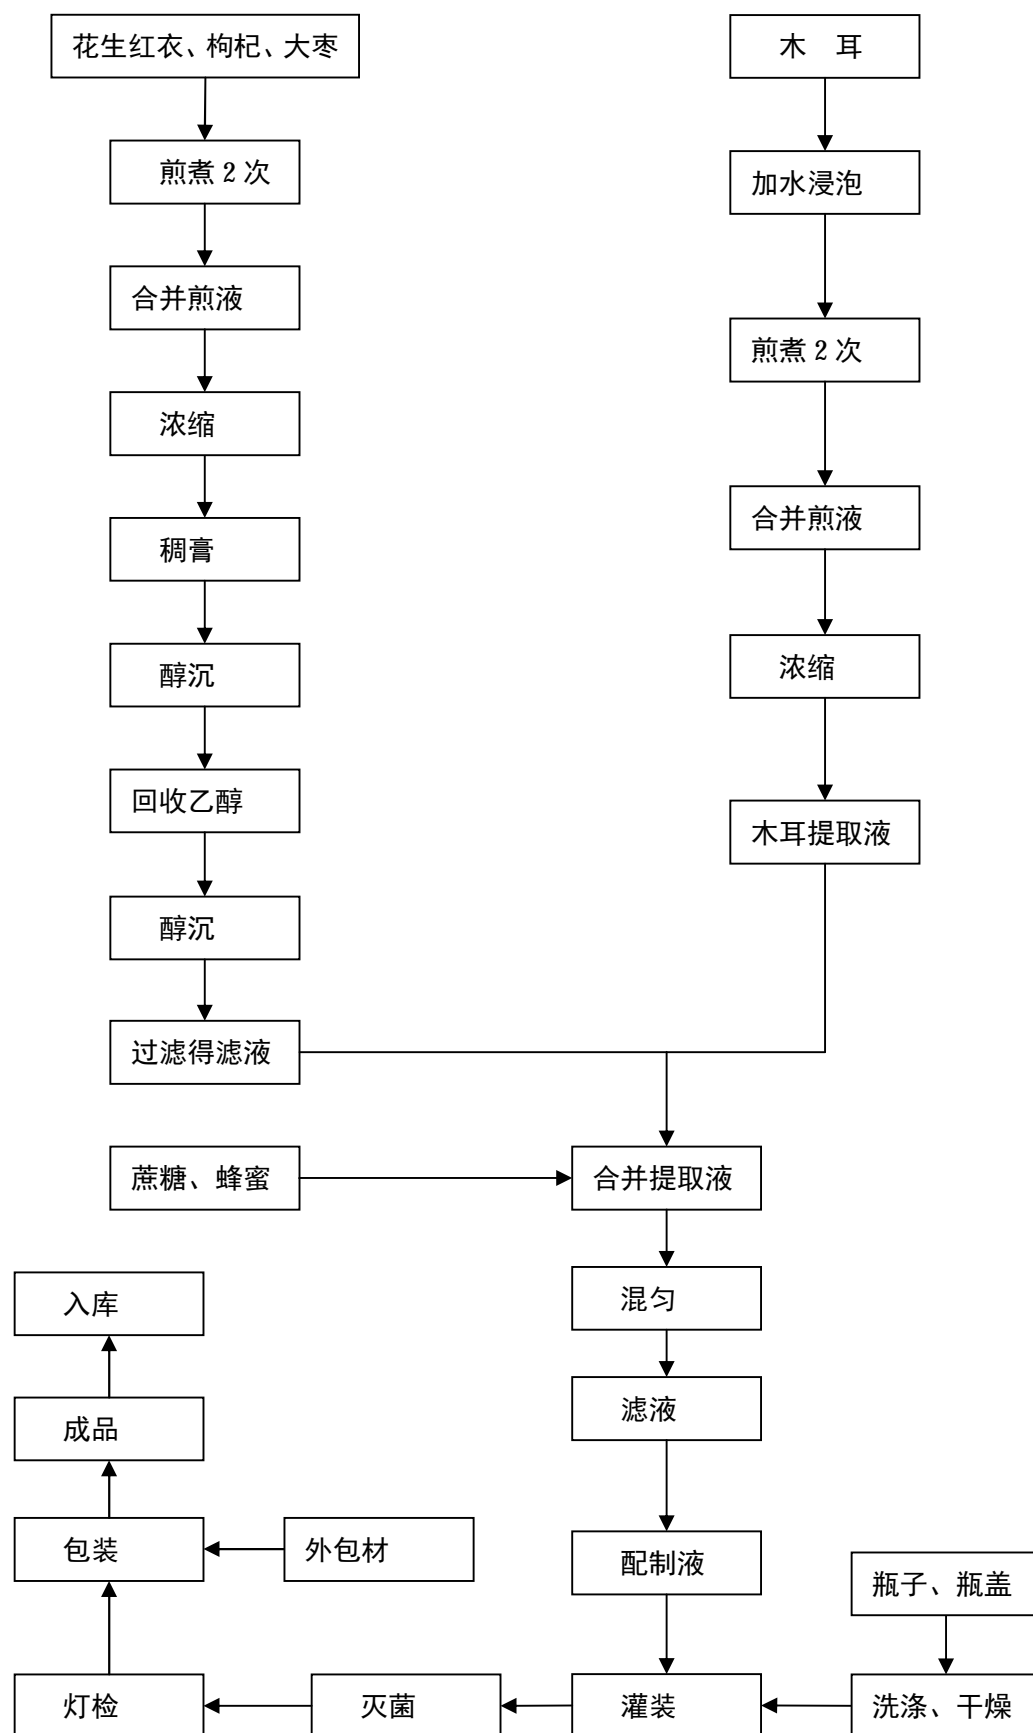 花生红衣、枸杞、大枣
煎煮2次
合并煎液
浓缩
稠膏
醇沉
回收乙醇
醇沉
过滤得滤液
木 耳
加水浸泡
煎煮2次
合并煎液
浓缩
木耳提取液
蔗糖、蜂蜜
合并提取液
混匀
滤液
配制液
瓶子、瓶盖
洗涤、干燥
灌装
灭菌
灯检
外包材
包装
成品
入库